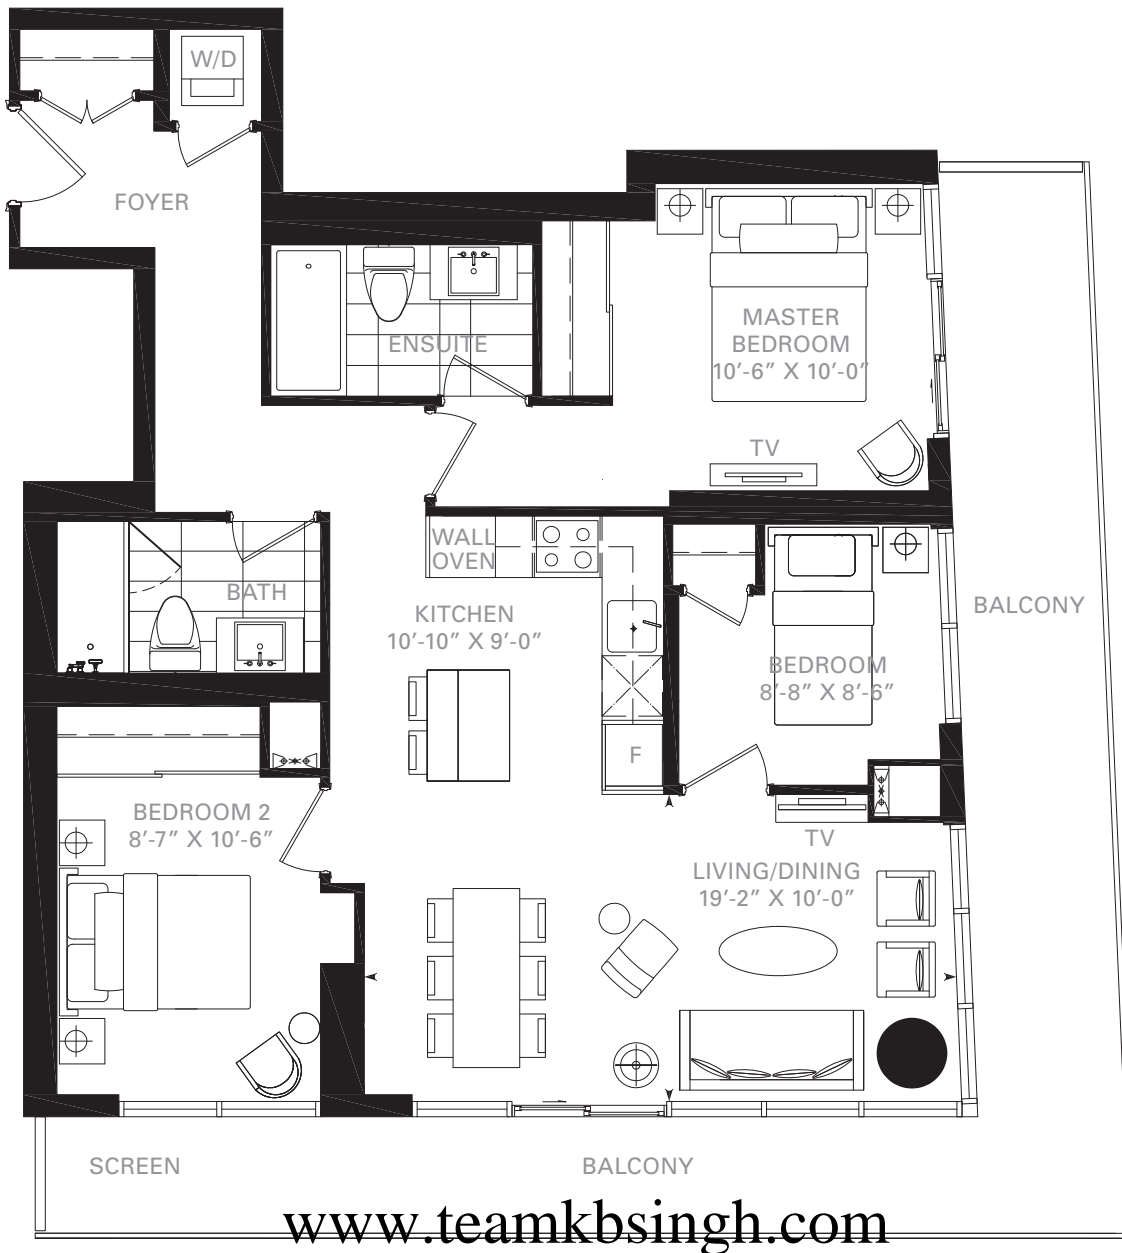 W/D
FOYER
ENSUITE
MASTER
BEDROOM
10'-6” X 10'-0”
TV
WALL
OVEN
BATH
KITCHEN
10'-10” X 9'-0”
BALCONY
BEDROOM
8'-8” X 8'-6”
F
BEDROOM 2
8'-7” X 10'-6”
TV
LIVING/DINING
19'-2” X 10'-0”
SCREEN
BALCONY
www.teamkbsingh.com